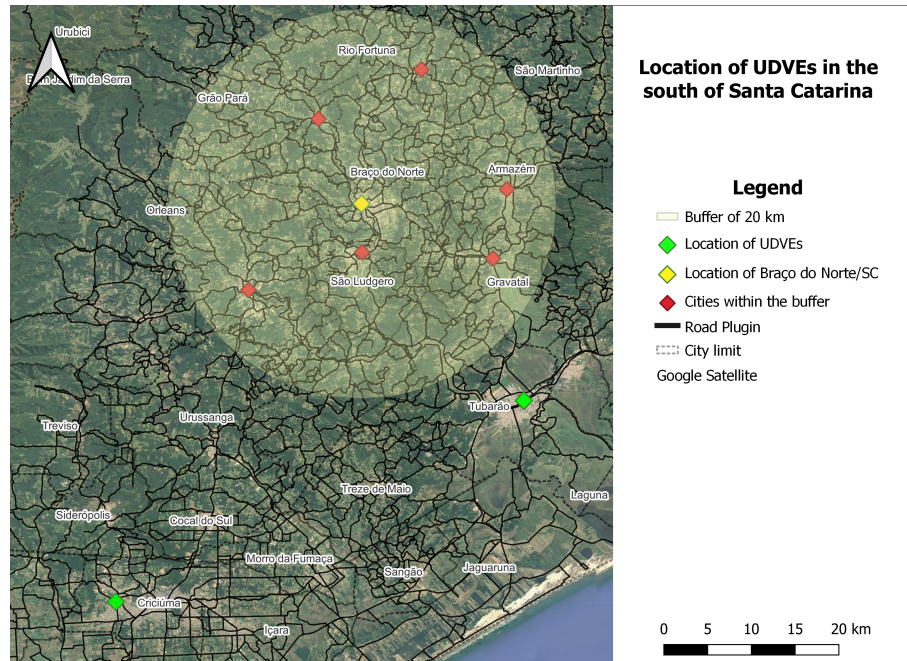 Urubici
Rio Fortuna
São Martinho
Bom Jardim da Serra
Grão Pará
Braço do Norte
Armazém
Orleans
São Ludgero
Gravatal
Tubarão
Urussanga
Treviso
Treze de Maio
Laguna
Siderópolis
Cocal do Sul
Morro da Fumaça
Sangão
Jaguaruna
Criciúma
Içara
Location of UDVEs in the
south of Santa Catarina
Legend
Buffer of 20 km
Location of UDVEs
Location of Braço do Norte/SC
Cities within the buffer
Road Plugin
City limit
Google Satellite
0 5 10 15 20 km